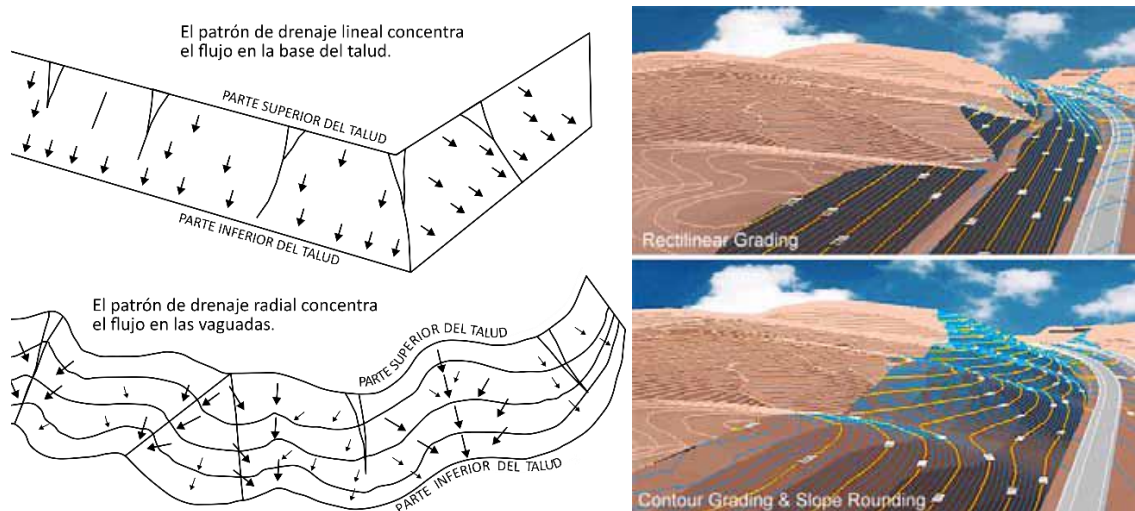 El patrón de drenaje lineal concentra
el flujo en la base del talud.
PARTE SUPERIOR DEL TALUD
PARTE INFERIOR DEL TALUD
El patrón de drenaje radial concentra
el flujo en las vaguadas.
PARTE SUPERIOR DEL TALUD
PARTE INFERIOR DEL TALUD
Rectilinear Grading
Contour Grading & Slope Rounding